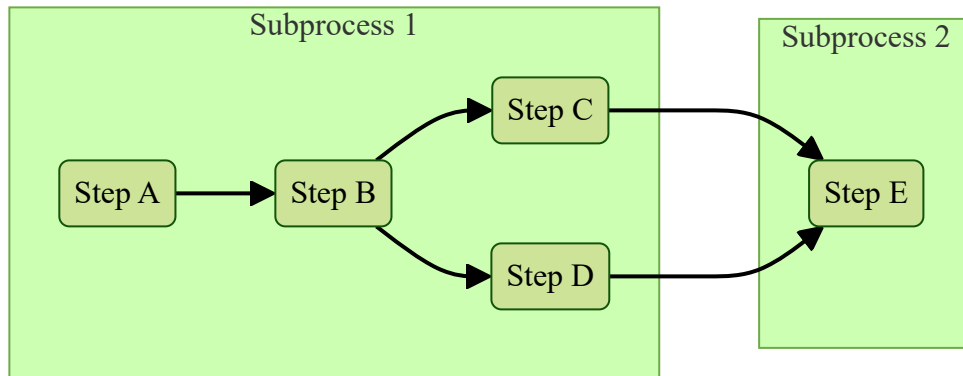 Subprocess 1
Subprocess 2
Step C
Step A
Step B
Step E
Step D